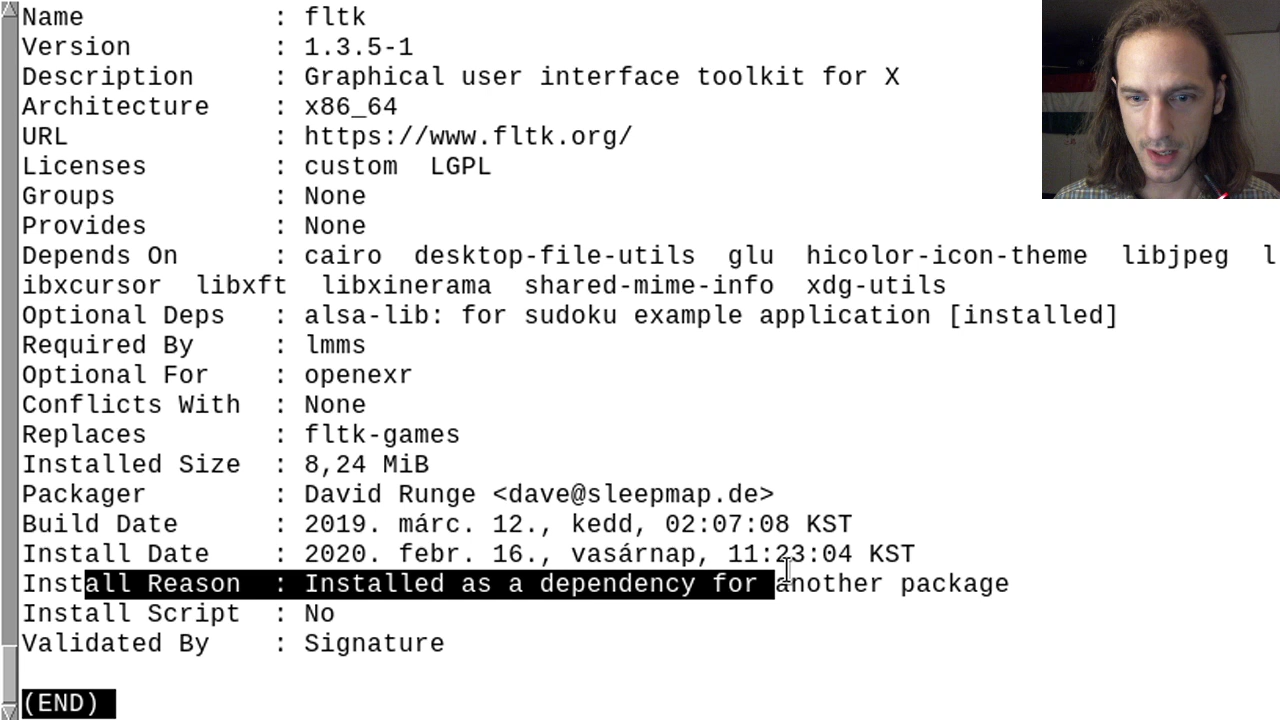 Name            : fltk
Version         : 1.3.5-1
Description     : Graphical user interface toolkit for X
Architecture    : x86_64
URL             : https://www.fltk.org/
Licenses        : custom  LGPL
Groups          : None
Provides        : None
Depends On      : cairo  desktop-file-utils  glu  hicolor-icon-theme  libjpeg  l
ibxcursor  libxft  libxinerama  shared-mime-info  xdg-utils
Optional Deps   : alsa-lib: for sudoku example application [installed]
Required By     : lmms
Optional For    : openexr
Conflicts With  : None
Replaces        : fltk-games
Installed Size  : 8,24 MiB
Packager        : David Runge <dave@sleepmap.de>
Build Date      : 2019. márc. 12., kedd, 02:07:08 KST
Install Date    : 2020. febr. 16., vasárnap, 11:23:04 KST
Install Reason  : Installed as a dependency for another package
Install Script  : No
Validated By    : Signature
(END)